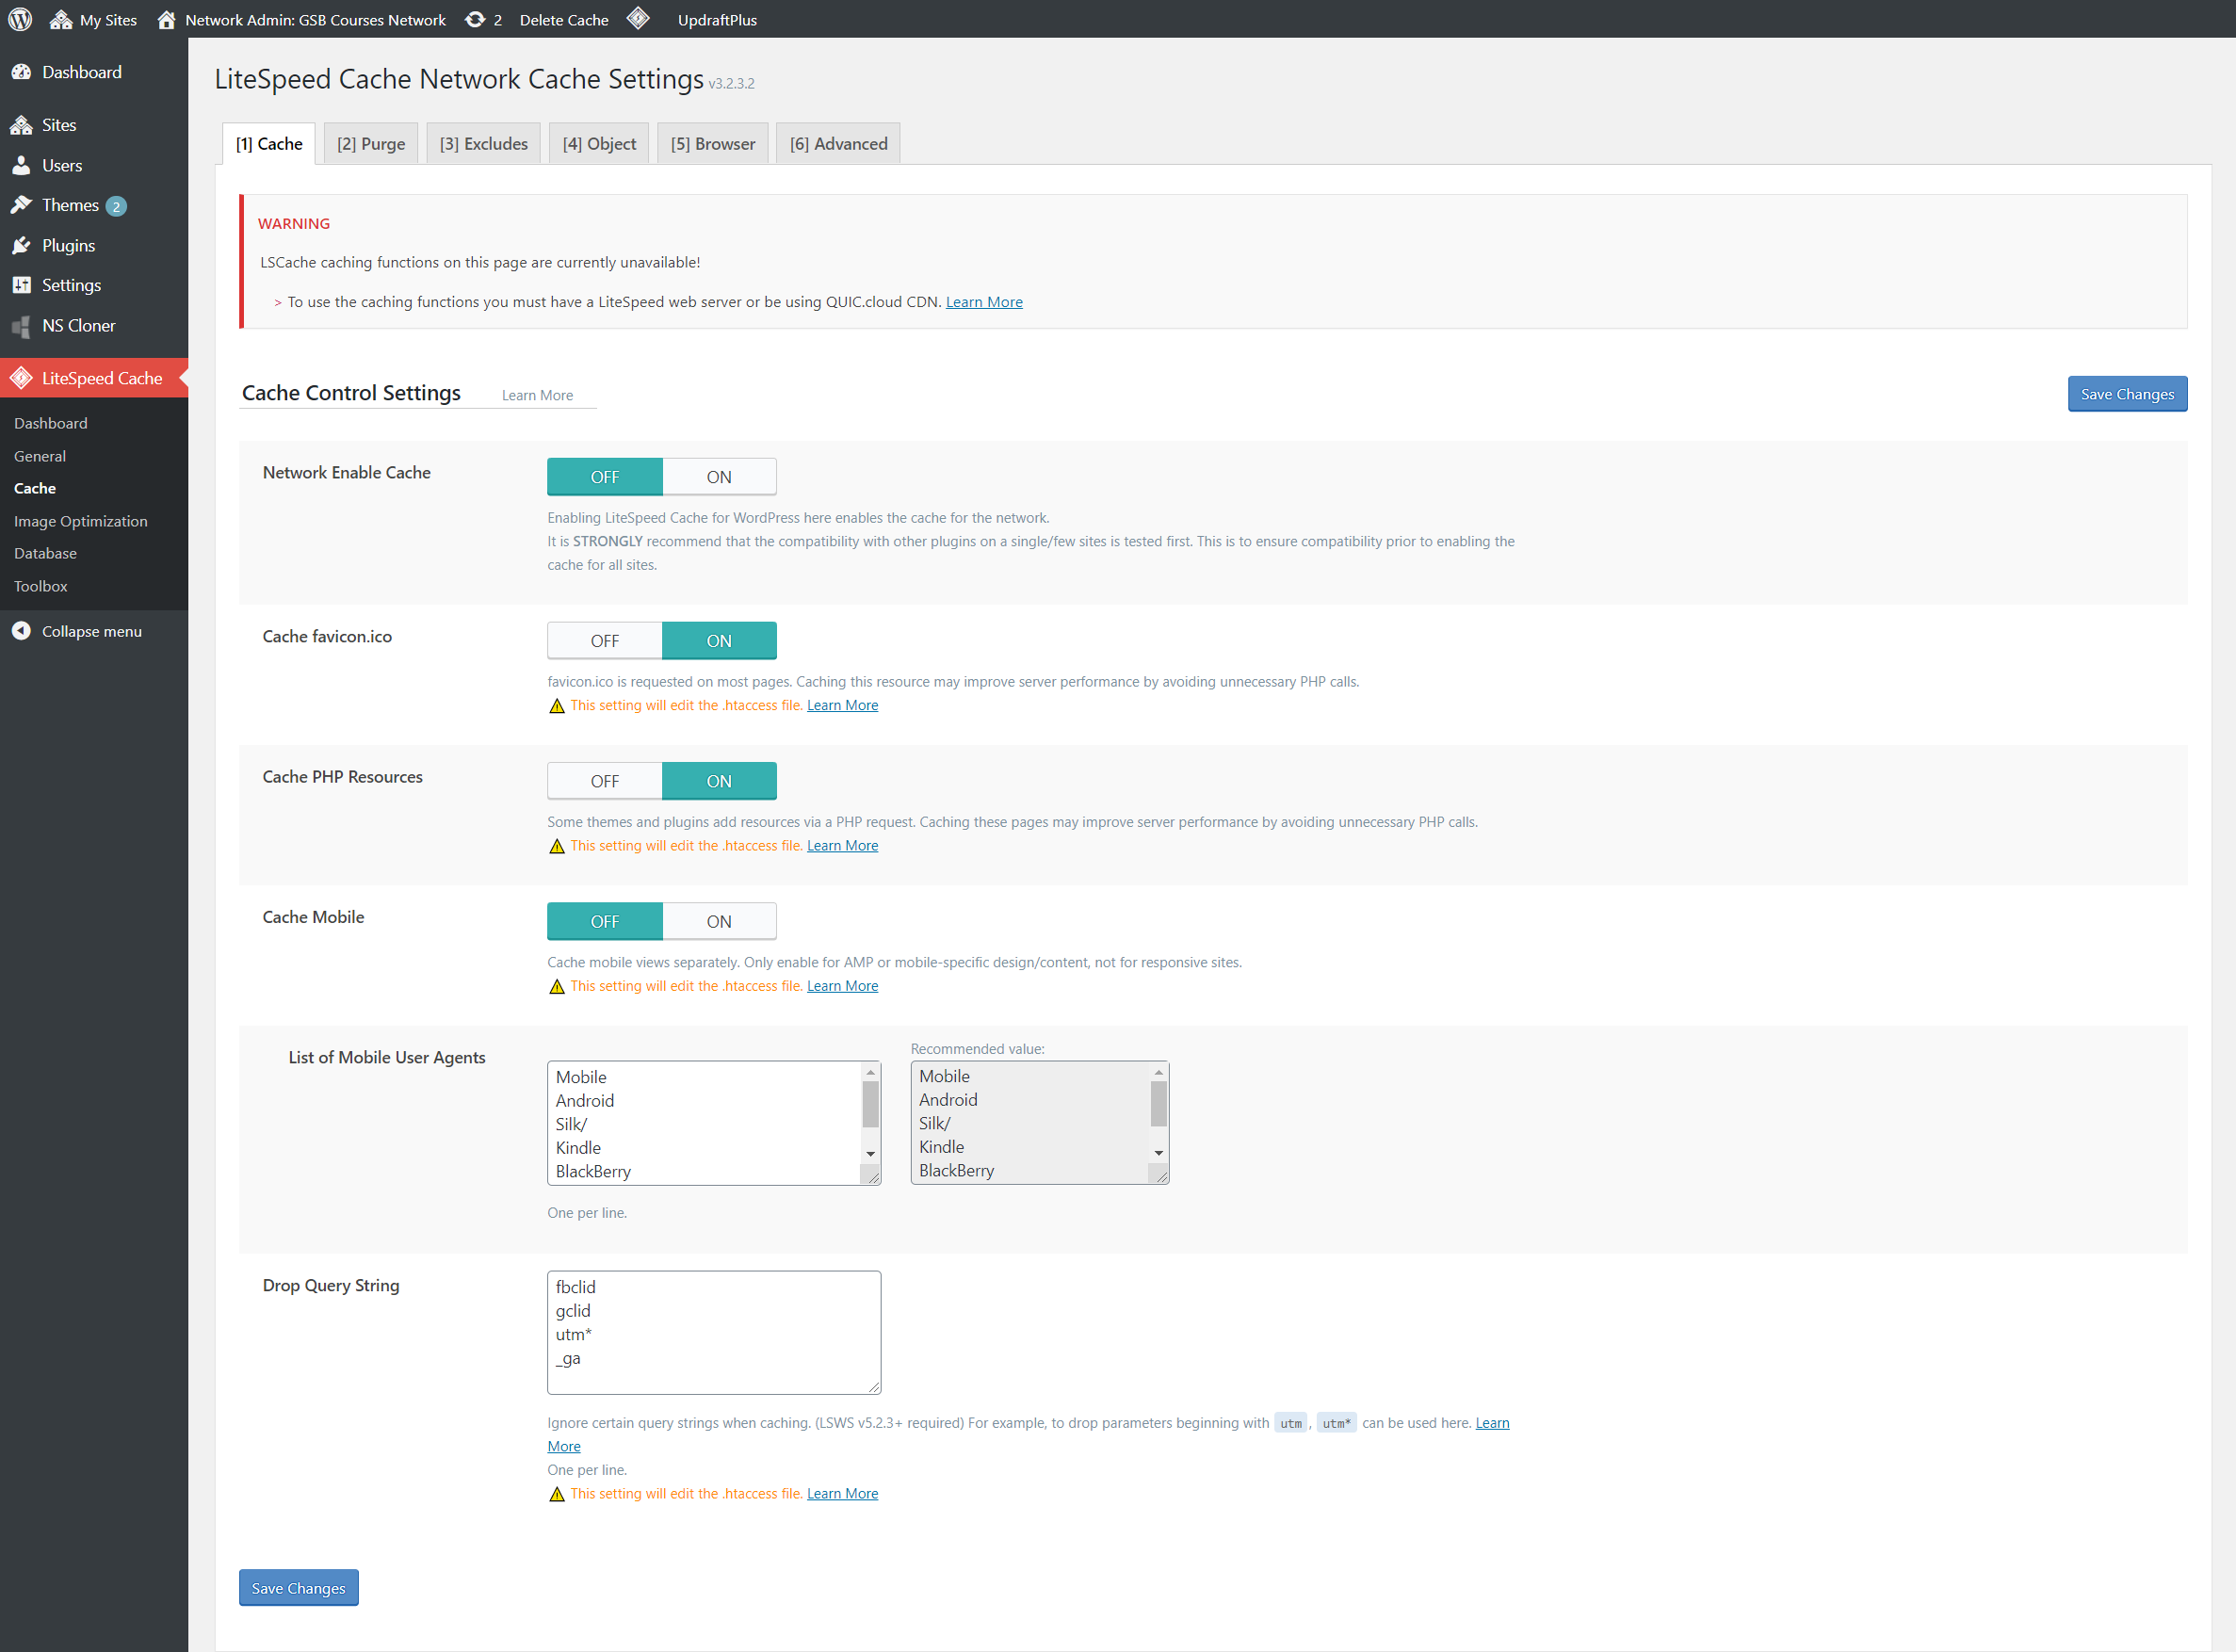 My Sites
Network Admin: GSB Courses Network
2
Delete Cache
UpdraftPlus
Dashboard
Sites
Users
Themes 2
Plugins
Settings
NS Cloner
LiteSpeed Cache
Dashboard
General
Cache
Image Optimization
Database
Toolbox
Collapse menu
LiteSpeed Cache Network Cache Settings v3.2.3.2
[1] Cache
[2] Purge
[3] Excludes
[4] Object
[5] Browser
[6] Advanced
WARNING
LSCache caching functions on this page are currently unavailable!
> To use the caching functions you must have a LiteSpeed web server or be using QUIC.cloud CDN. Learn More
Cache Control Settings
Learn More
Save Changes
Network Enable Cache
OFF
ON
Enabling LiteSpeed Cache for WordPress here enables the cache for the network.
It is STRONGLY recommend that the compatibility with other plugins on a single/few sites is tested first. This is to ensure compatibility prior to enabling the
cache for all sites.
Cache favicon.ico
OFF
ON
favicon.ico is requested on most pages. Caching this resource may improve server performance by avoiding unnecessary PHP calls.
This setting will edit the .htaccess file. Learn More
Cache PHP Resources
OFF
ON
Some themes and plugins add resources via a PHP request. Caching these pages may improve server performance by avoiding unnecessary PHP calls.
This setting will edit the .htaccess file. Learn More
Cache Mobile
OFF
ON
Cache mobile views separately. Only enable for AMP or mobile-specific design/content, not for responsive sites.
This setting will edit the .htaccess file. Learn More
List of Mobile User Agents
Mobile
Android
Silk/
Kindle
BlackBerry
Recommended value:
Mobile
Android
Silk/
Kindle
BlackBerry
One per line.
Drop Query String
fbclid
gclid
utm*
_ga
Ignore certain query strings when caching. (LSWS v5.2.3+ required) For example, to drop parameters beginning with utm , utm* can be used here. Learn
More
One per line.
This setting will edit the .htaccess file. Learn More
Save Changes